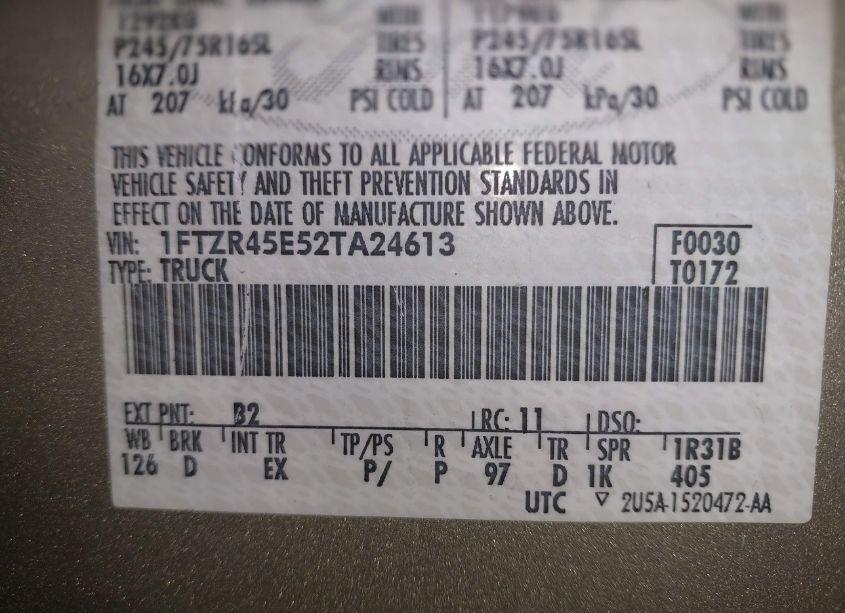 P245/75R16SL TIRES P245/75R16SL TIRES
16X7.0J RIMS 16X7.0J RIMS
AT 207 kPa/30 PSI COLD AT 207 kPa/30 PSI COLD
THIS VEHICLE CONFORMS TO ALL APPLICABLE FEDERAL MOTOR
VEHICLE SAFETY AND THEFT PREVENTION STANDARDS IN
EFFECT ON THE DATE OF MANUFACTURE SHOWN ABOVE.
VIN: 1FTZR45E52TA24613 F0030
TYPE: TRUCK T0172
EXT PNT: B2 RC: 11 DSO:
WB BRK INT TR TP/PS R AXLE TR SPR 1R31B
126 D EX P/ P 97 D 1K 405
UTC ▽ 2U5A-1520472-AA